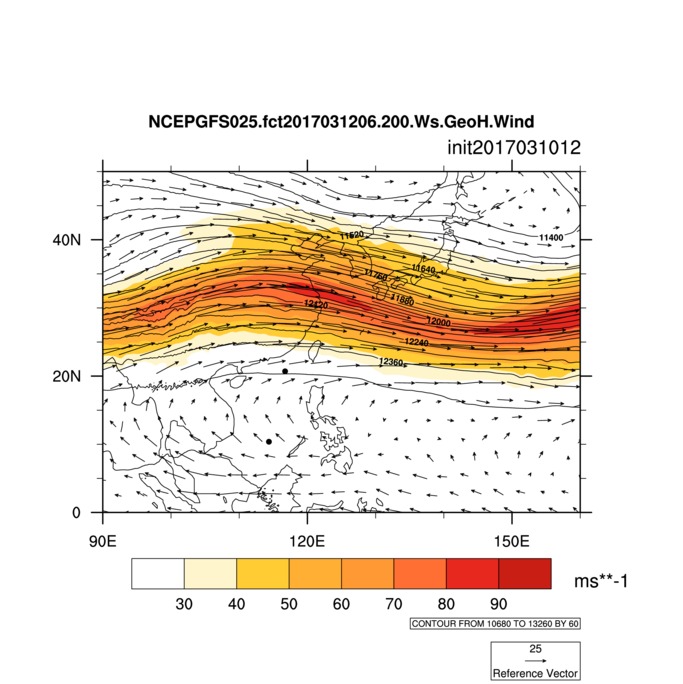 NCEPGFS025.fct2017031206.200.Ws.GeoH.Wind
init2017031012
40N
20N
0
11520
11400
11760
11640
11880
12120
12000
12240
12360
90E
120E
150E
30 40 50 60 70 80 90
ms**-1
CONTOUR FROM 10680 TO 13260 BY 60
25
Reference Vector